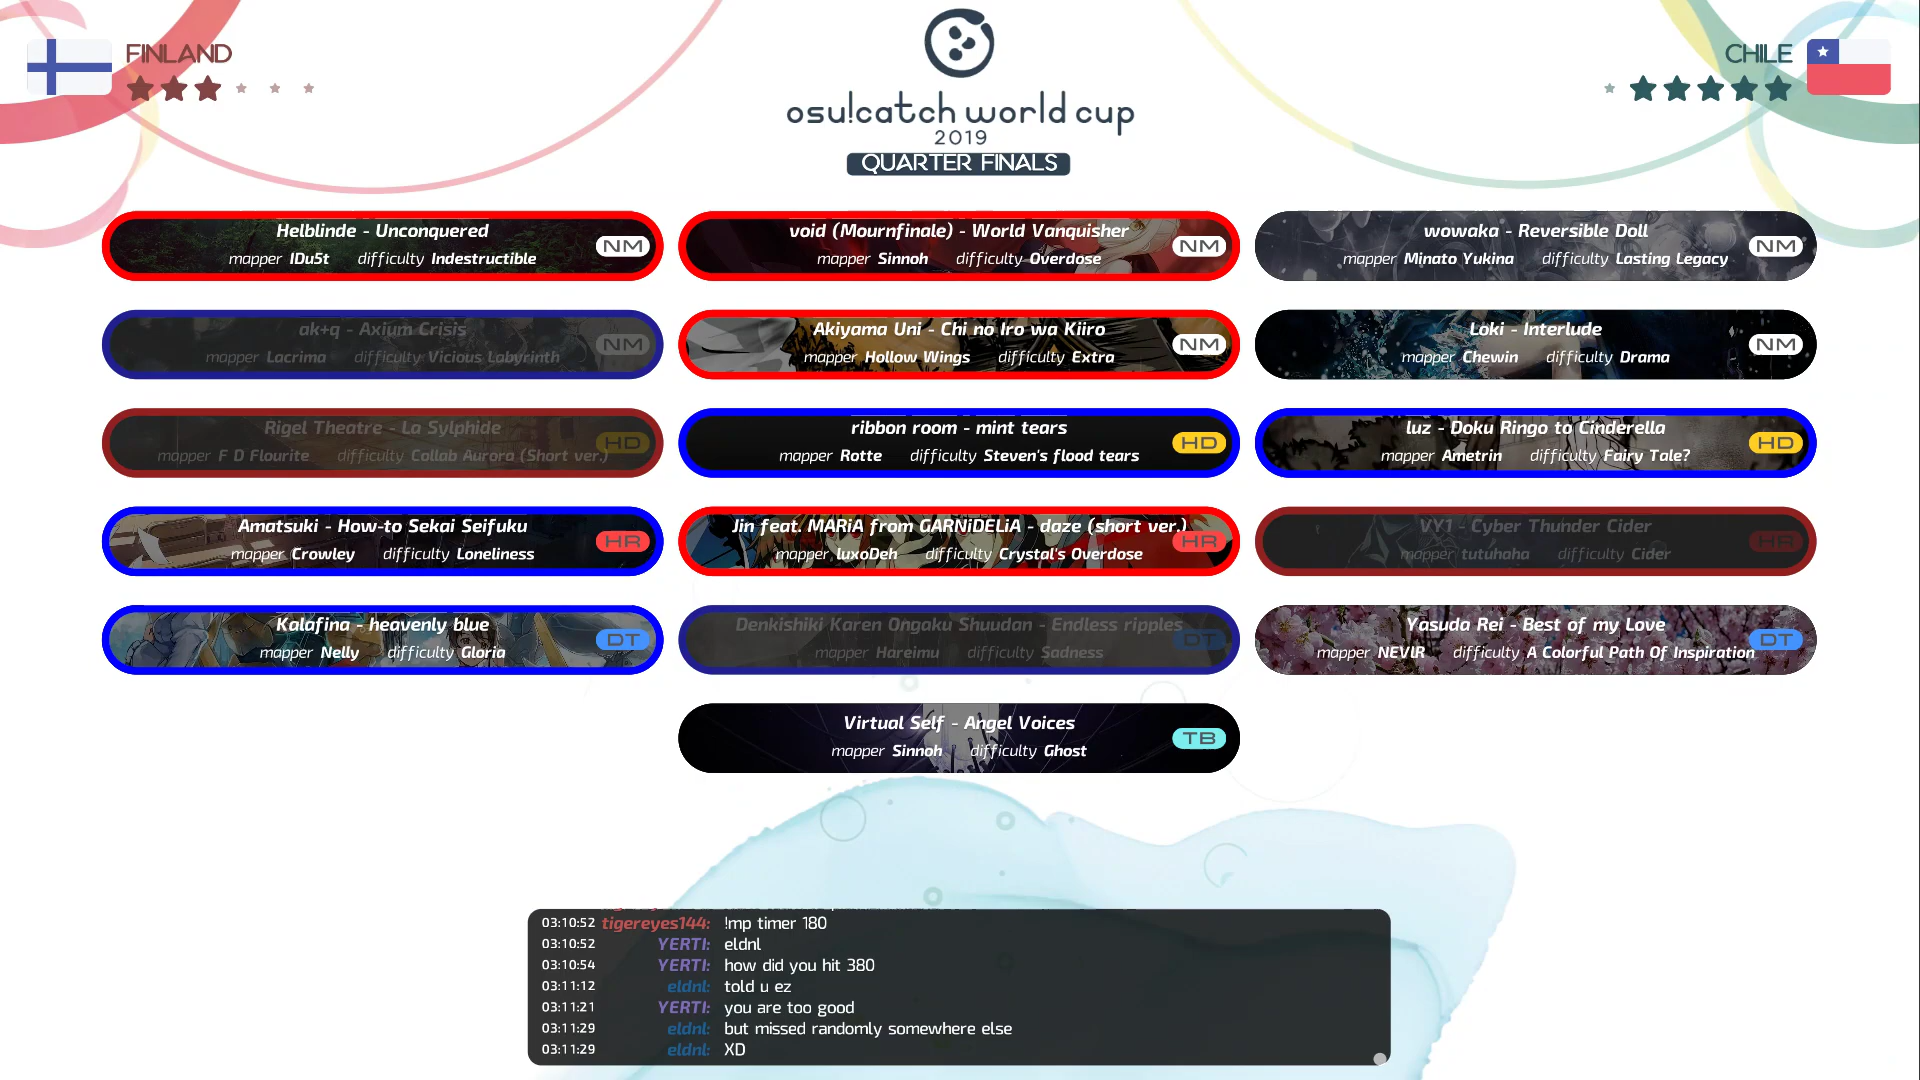 FINLAND
CHILE
osu!catch world cup
2019
QUARTER FINALS
Helblinde - Unconquered
mapper IDu5t difficulty Indestructible
NM
void (Mournfinale) - World Vanquisher
mapper Sinnoh difficulty Overdose
NM
wowaka - Reversible Doll
mapper Minato Yukina difficulty Lasting Legacy
NM
ak+q - Axium Crisis
mapper Lacrima difficulty Vicious Labyrinth
NM
Akiyama Uni - Chi no Iro wa Kiiro
mapper Hollow Wings difficulty Extra
NM
Loki - Interlude
mapper Chewin difficulty Drama
NM
Rigel Theatre - La Sylphide
mapper F D Flourite difficulty Collab Aurora (Short ver.)
HD
ribbon room - mint tears
mapper Rotte difficulty Steven's flood tears
HD
luz - Doku Ringo to Cinderella
mapper Ametrin difficulty Fairy Tale?
HD
Amatsuki - How-to Sekai Seifuku
mapper Crowley difficulty Loneliness
HR
Jin feat. MARiA from GARNiDELiA - daze (short ver.)
mapper luxoDeh difficulty Crystal's Overdose
HR
VY1 - Cyber Thunder Cider
mapper tutuhaha difficulty Cider
HR
Kalafina - heavenly blue
mapper Nelly difficulty Gloria
DT
Denkishiki Karen Ongaku Shuudan - Endless ripples
mapper Hareimu difficulty Sadness
DT
Yasuda Rei - Best of my Love
mapper NEVIR difficulty A Colorful Path Of Inspiration
DT
Virtual Self - Angel Voices
mapper Sinnoh difficulty Ghost
TB
03:10:52 tigereyes144: !mp timer 180
03:10:52 YERTI: eldnl
03:10:54 YERTI: how did you hit 380
03:11:12 eldnl: told u ez
03:11:21 YERTI: you are too good
03:11:29 eldnl: but missed randomly somewhere else
03:11:29 eldnl: XD